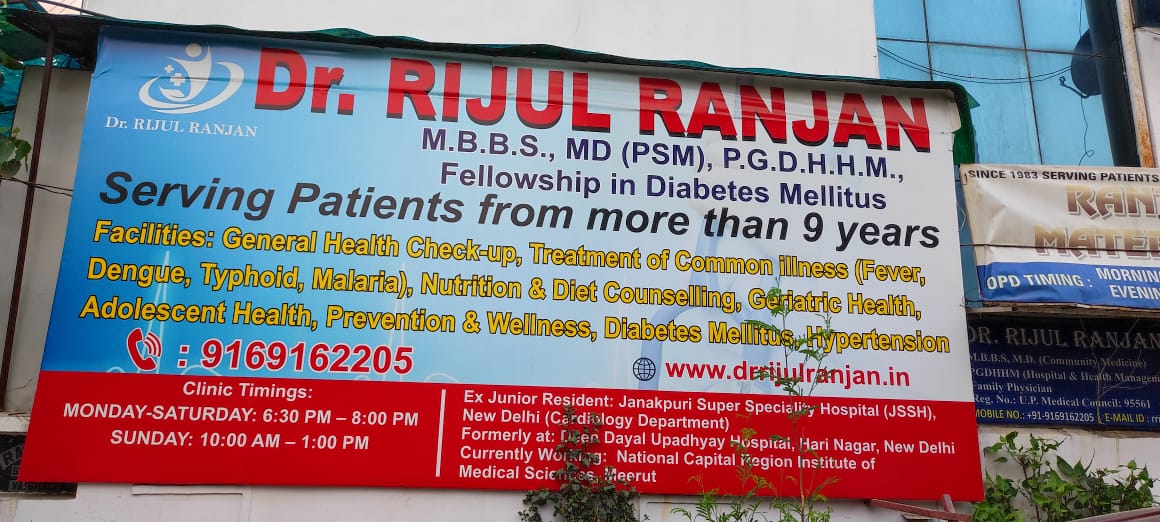 Dr. RIJUL RANJAN
Dr. RIJUL RANJAN
M.B.B.S., MD (PSM), P.G.D.H.H.M.,
Fellowship in Diabetes Mellitus
Serving Patients from more than 9 years
Facilities: General Health Check-up, Treatment of Common illness (Fever,
Dengue, Typhoid, Malaria), Nutrition & Diet Counselling, Geriatric Health,
Adolescent Health, Prevention & Wellness, Diabetes Mellitus, Hypertension
: 9169162205
www.drrijulranjan.in
Clinic Timings:
MONDAY-SATURDAY: 6:30 PM – 8:00 PM
SUNDAY: 10:00 AM – 1:00 PM
Ex Junior Resident: Janakpuri Super Speciality Hospital (JSSH),
New Delhi (Cardiology Department)
Formerly at: Deen Dayal Upadhyay Hospital, Hari Nagar, New Delhi
Currently Working: National Capital Region Institute of
Medical Sciences, Meerut
SINCE 1983 SERVING PATIENTS
RAN
MATE
OPD TIMING : MORNIN
EVENIN
DR. RIJUL RANJAN
M.B.B.S, M.D. (Community Medicine)
PGDHHM (Hospital & Health Managem
Family Physician
Reg. No.: U.P. Medical Council: 95561
MOBILE NO.: +91-9169162205 E-MAIL ID :